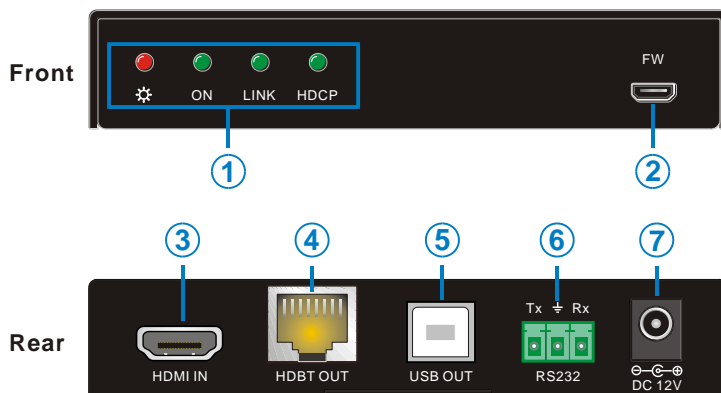 Front
FW
ON LINK HDCP
1
2
3 4 5 6 7
Tx Rx
Rear
HDMI IN HDBT OUT USB OUT RS232
DC 12V